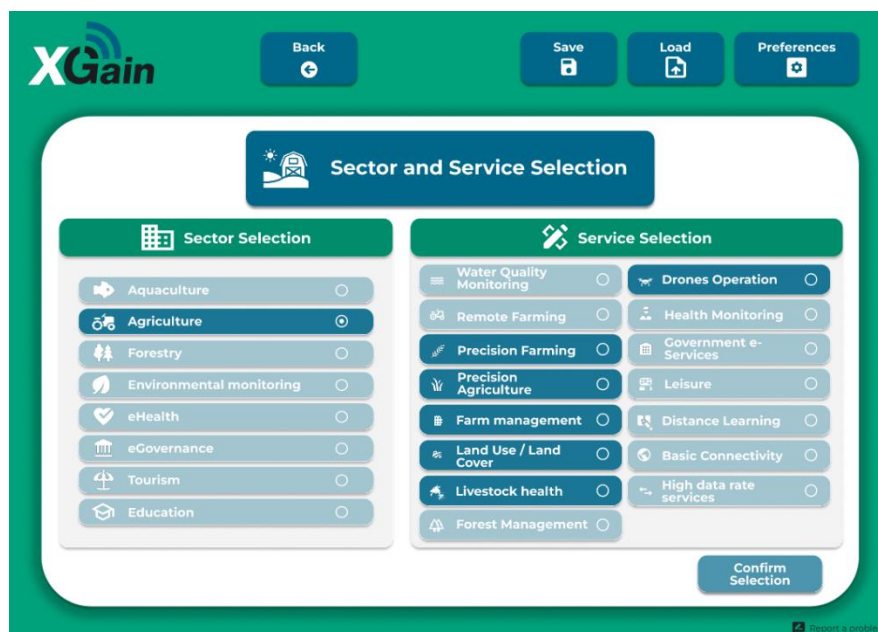 XGain
Back
Save
Load
Preferences
Sector and Service Selection
Sector Selection
Aquaculture
Agriculture
Forestry
Environmental monitoring
eHealth
eGovernance
Tourism
Education
Service Selection
Water Quality
Monitoring
Remote Farming
Precision Farming
Precision
Agriculture
Farm management
Land Use / Land
Cover
Livestock health
Forest Management
Drones Operation
Health Monitoring
Government e-
Services
Leisure
Distance Learning
Basic Connectivity
High data rate
services
Confirm
Selection
Report a proble